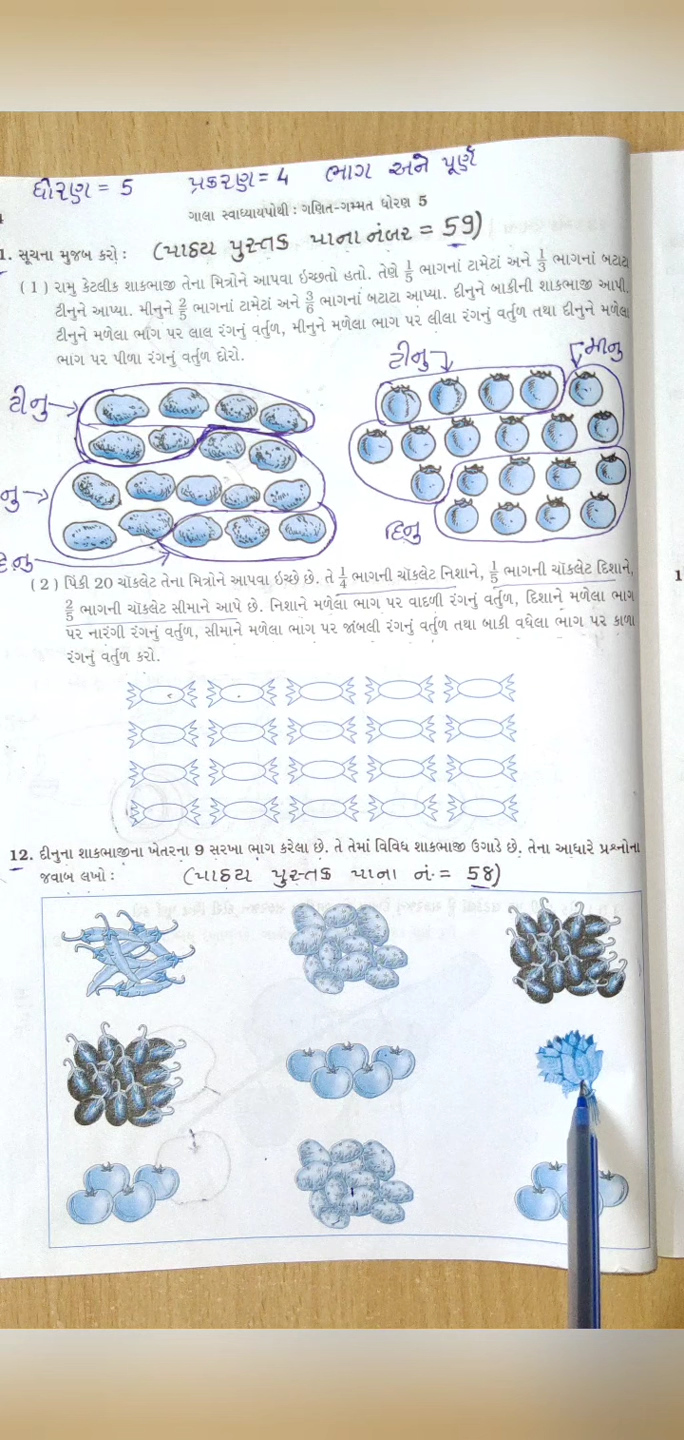 ધોરણ = 5 પ્રકરણ = 4 ભાગ અને પૂર્ણ
ગાલા સ્વાધ્યાયપોથી : ગણિત-ગમ્મત ધોરણ 5
1. સૂચના મુજબ કરો : (પાઠ્ય પુસ્તક પાના નંબર = 59)
(1) રામુ કેટલીક શાકભાજી તેના મિત્રોને આપવા ઇચ્છતો હતો. તેણે 1/5 ભાગનાં ટામેટાં અને 1/3 ભાગનાં બટાટા
ટીનુને આપ્યા. મીનુને 2/5 ભાગનાં ટામેટાં અને 3/6 ભાગનાં બટાટા આપ્યા. દીનુને બાકીની શાકભાજી આપી.
ટીનુને મળેલા ભાગ પર લાલ રંગનું વર્તુળ, મીનુને મળેલા ભાગ પર લીલા રંગનું વર્તુળ તથા દીનુને મળેલા
ભાગ પર પીળા રંગનું વર્તુળ દોરો.
ટીનુ મીનુ
ટીનુ
નુ
દિનુ
દિનુ
(2) પિંકી 20 ચૉકલેટ તેના મિત્રોને આપવા ઇચ્છે છે. તે 1/4 ભાગની ચૉકલેટ નિશાને, 1/5 ભાગની ચૉકલેટ દિશાને,
2/5 ભાગની ચૉકલેટ સીમાને આપે છે. નિશાને મળેલા ભાગ પર વાદળી રંગનું વર્તુળ, દિશાને મળેલા ભાગ
પર નારંગી રંગનું વર્તુળ, સીમાને મળેલા ભાગ પર જાંબલી રંગનું વર્તુળ તથા બાકી વધેલા ભાગ પર કાળા
રંગનું વર્તુળ કરો.
1
12. દીનુના શાકભાજીના ખેતરના 9 સરખા ભાગ કરેલા છે. તે તેમાં વિવિધ શાકભાજી ઉગાડે છે. તેના આધારે પ્રશ્નોના
જવાબ લખો : (પાઠ્ય પુસ્તક પાના નં. = 58)